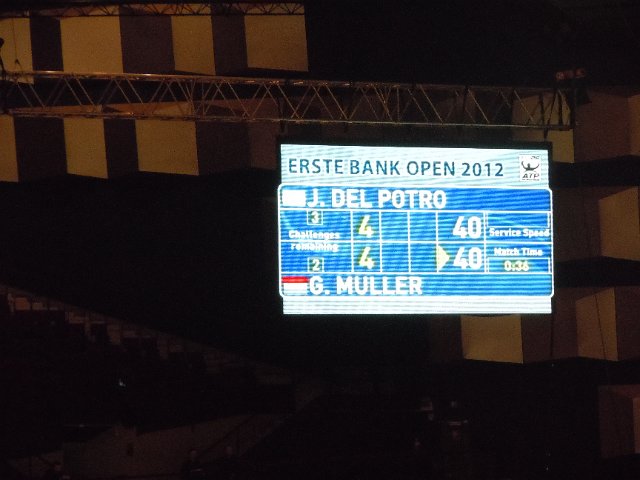 ERSTE BANK OPEN 2012
ATP
J. DEL POTRO
3 4 40 Service Speed
Challenges
remaining
Match Time
2 4 40 0:36
G. MULLER